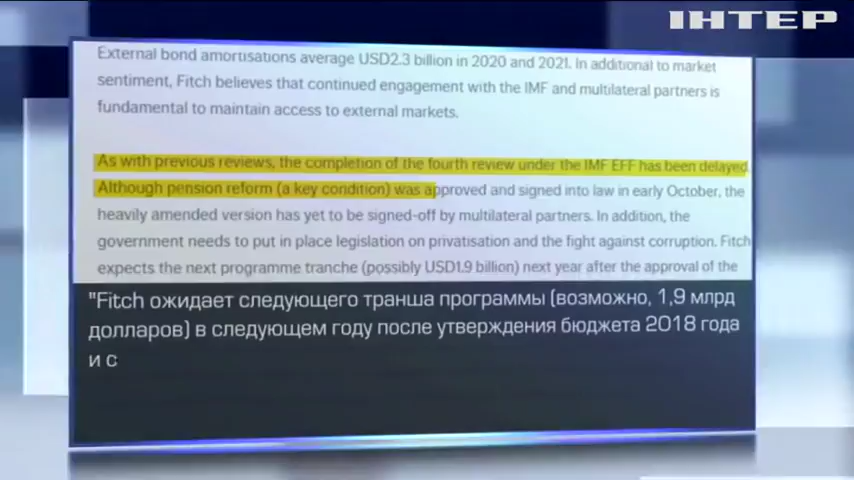 ІНТЕР
External bond amortisations average USD2.3 billion in 2020 and 2021. In additional to market
sentiment, Fitch believes that continued engagement with the IMF and multilateral partners is
fundamental to maintain access to external markets.
As with previous reviews, the completion of the fourth review under the IMF EFF has been delayed.
Although pension reform (a key condition) was approved and signed into law in early October, the
heavily amended version has yet to be signed-off by multilateral partners. In addition, the
government needs to put in place legislation on privatisation and the fight against corruption. Fitch
expects the next programme tranche (possibly USD1.9 billion) next year after the approval of the
"Fitch ожидает следующего транша программы (возможно, 1,9 млрд
долларов) в следующем году после утверждения бюджета 2018 года
и с